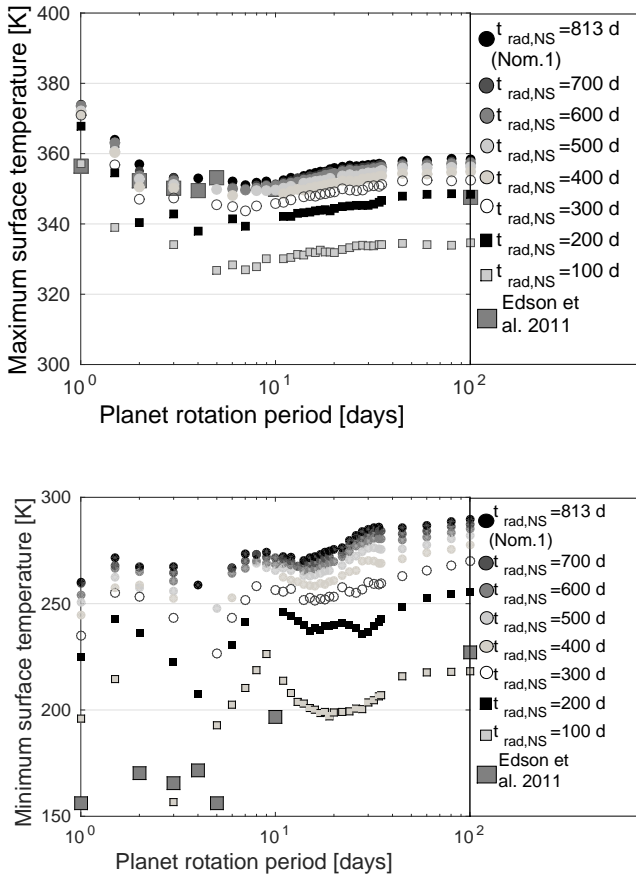 Maximum surface temperature [K]
400
380
360
340
320
300
10^0
10^1
10^2
Planet rotation period [days]
t rad,NS =813 d
(Nom.1)
t rad,NS =700 d
t rad,NS =600 d
t rad,NS =500 d
t rad,NS =400 d
t rad,NS =300 d
t rad,NS =200 d
t rad,NS =100 d
Edson et
al. 2011
Minimum surface temperature [K]
300
250
200
150
10^0
10^1
10^2
Planet rotation period [days]
t rad,NS =813 d
(Nom.1)
t rad,NS =700 d
t rad,NS =600 d
t rad,NS =500 d
t rad,NS =400 d
t rad,NS =300 d
t rad,NS =200 d
t rad,NS =100 d
Edson et
al. 2011